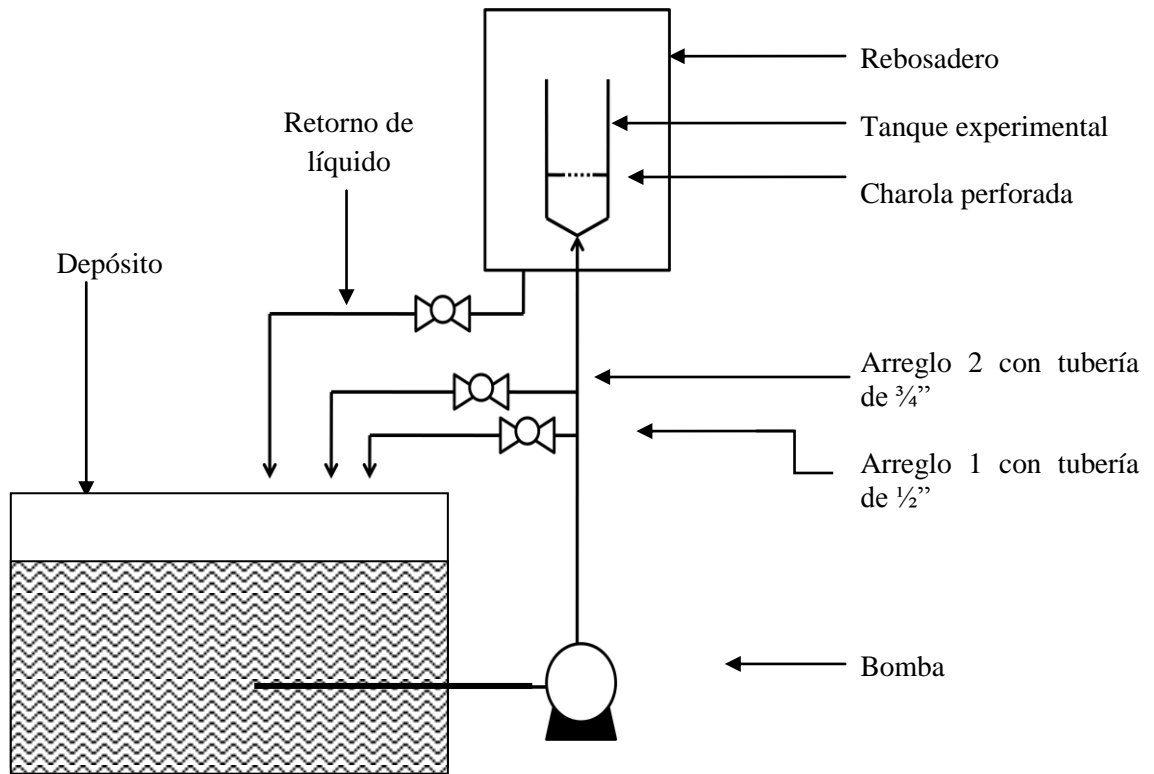 Rebosadero
Tanque experimental
Charola perforada
Retorno de
líquido
Depósito
Arreglo 2 con tubería
de ¾”
Arreglo 1 con tubería
de ½”
Bomba